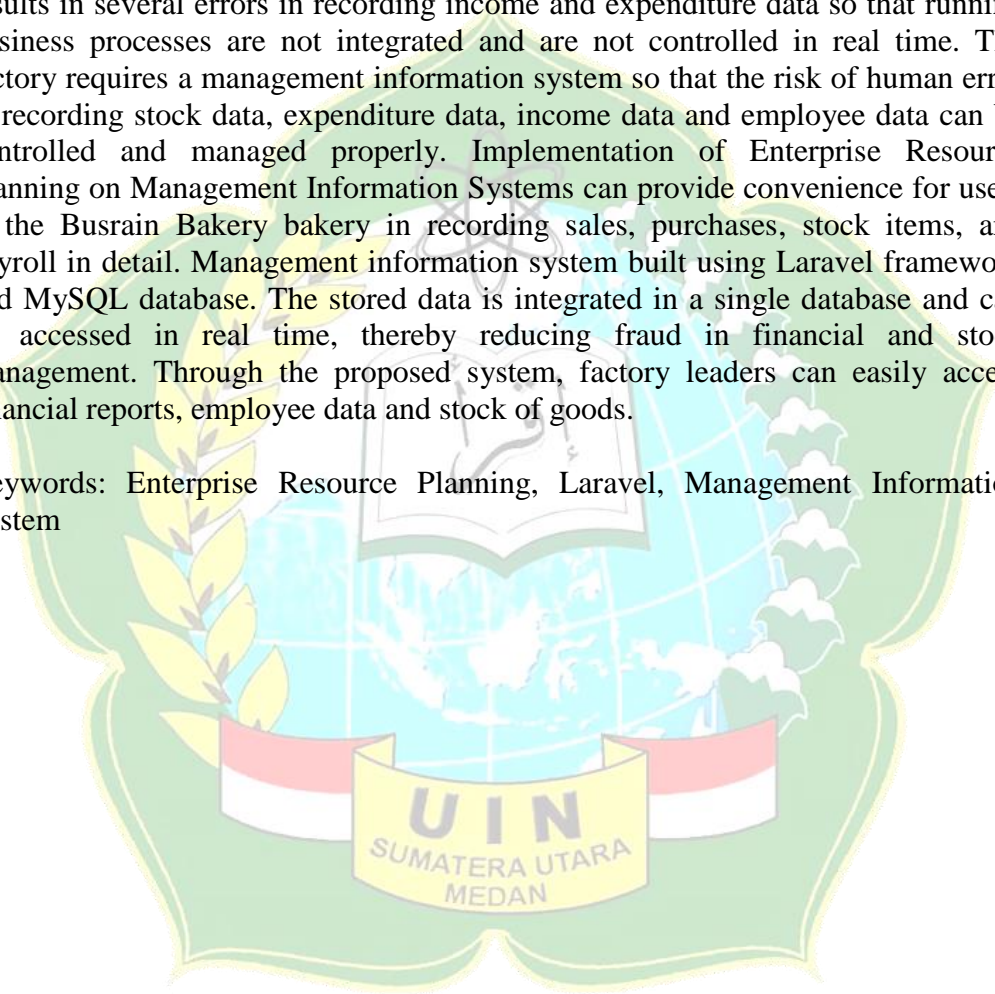 sults in several errors in recording income and expenditure data so that runnin
siness processes are not integrated and are not controlled in real time. Th
ctory requires a management information system so that the risk of human err
recording stock data, expenditure data, income data and employee data can b
ntrolled and managed properly. Implementation of Enterprise Resour
anning on Management Information Systems can provide convenience for use
the Busrain Bakery bakery in recording sales, purchases, stock items, an
yroll in detail. Management information system built using Laravel framewor
d MySQL database. The stored data is integrated in a single database and c
accessed in real time, thereby reducing fraud in financial and sto
anagement. Through the proposed system, factory leaders can easily acce
nancial reports, employee data and stock of goods.
eywords: Enterprise Resource Planning, Laravel, Management Informatio
stem
UIN
SUMATERA UTARA
MEDAN